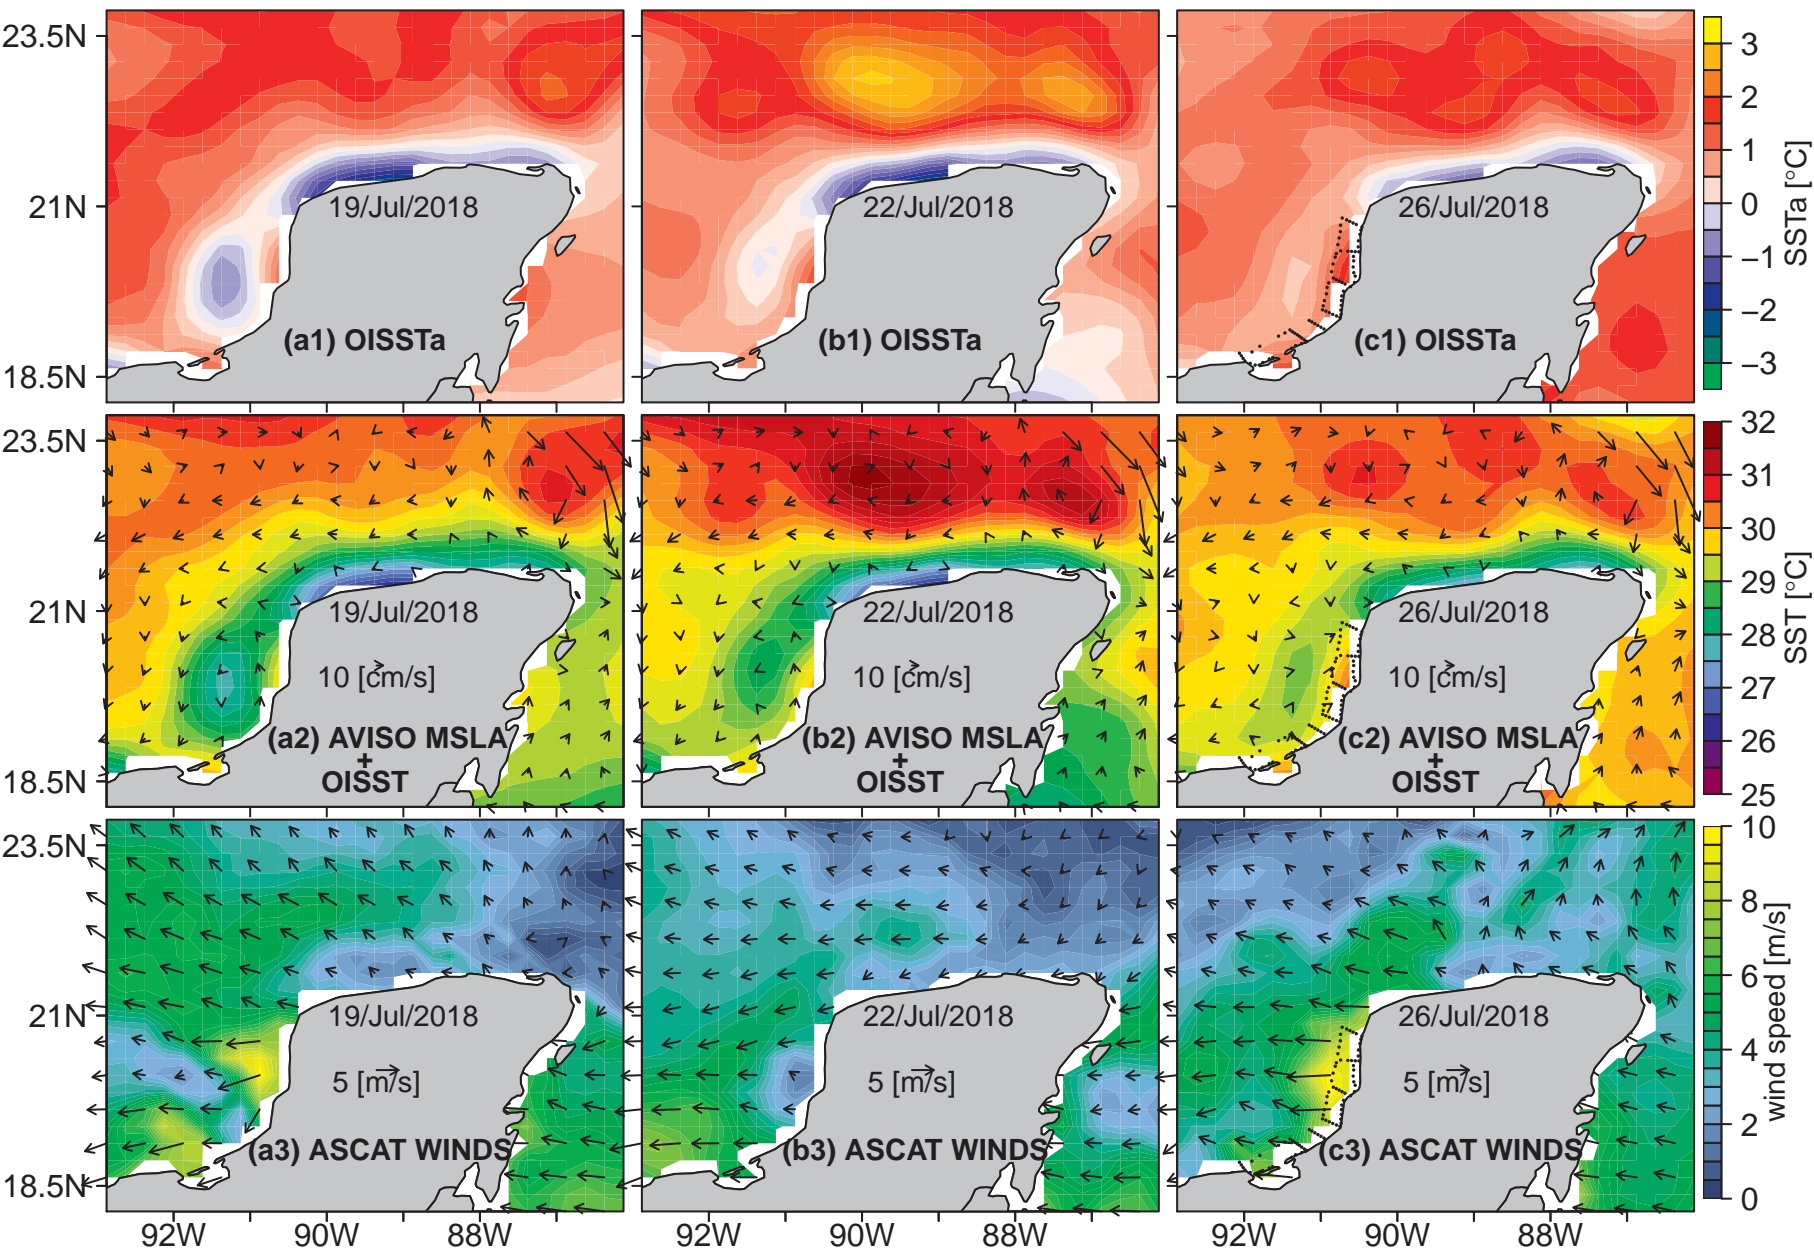 23.5N
21N
18.5N
19/Jul/2018
(a1) OISSTa
22/Jul/2018
(b1) OISSTa
26/Jul/2018
(c1) OISSTa
3
2
1
0
−1
−2
−3
SSTa [°C]
23.5N
21N
18.5N
19/Jul/2018
10 [cm/s]
(a2) AVISO MSLA
+
OISST
22/Jul/2018
10 [cm/s]
(b2) AVISO MSLA
+
OISST
26/Jul/2018
10 [cm/s]
(c2) AVISO MSLA
+
OISST
32
31
30
29
28
27
26
25
SST [°C]
23.5N
21N
18.5N
19/Jul/2018
5 [m/s]
(a3) ASCAT WINDS
22/Jul/2018
5 [m/s]
(b3) ASCAT WINDS
26/Jul/2018
5 [m/s]
(c3) ASCAT WINDS
10
8
6
4
2
0
wind speed [m/s]
92W 90W 88W
92W 90W 88W
92W 90W 88W